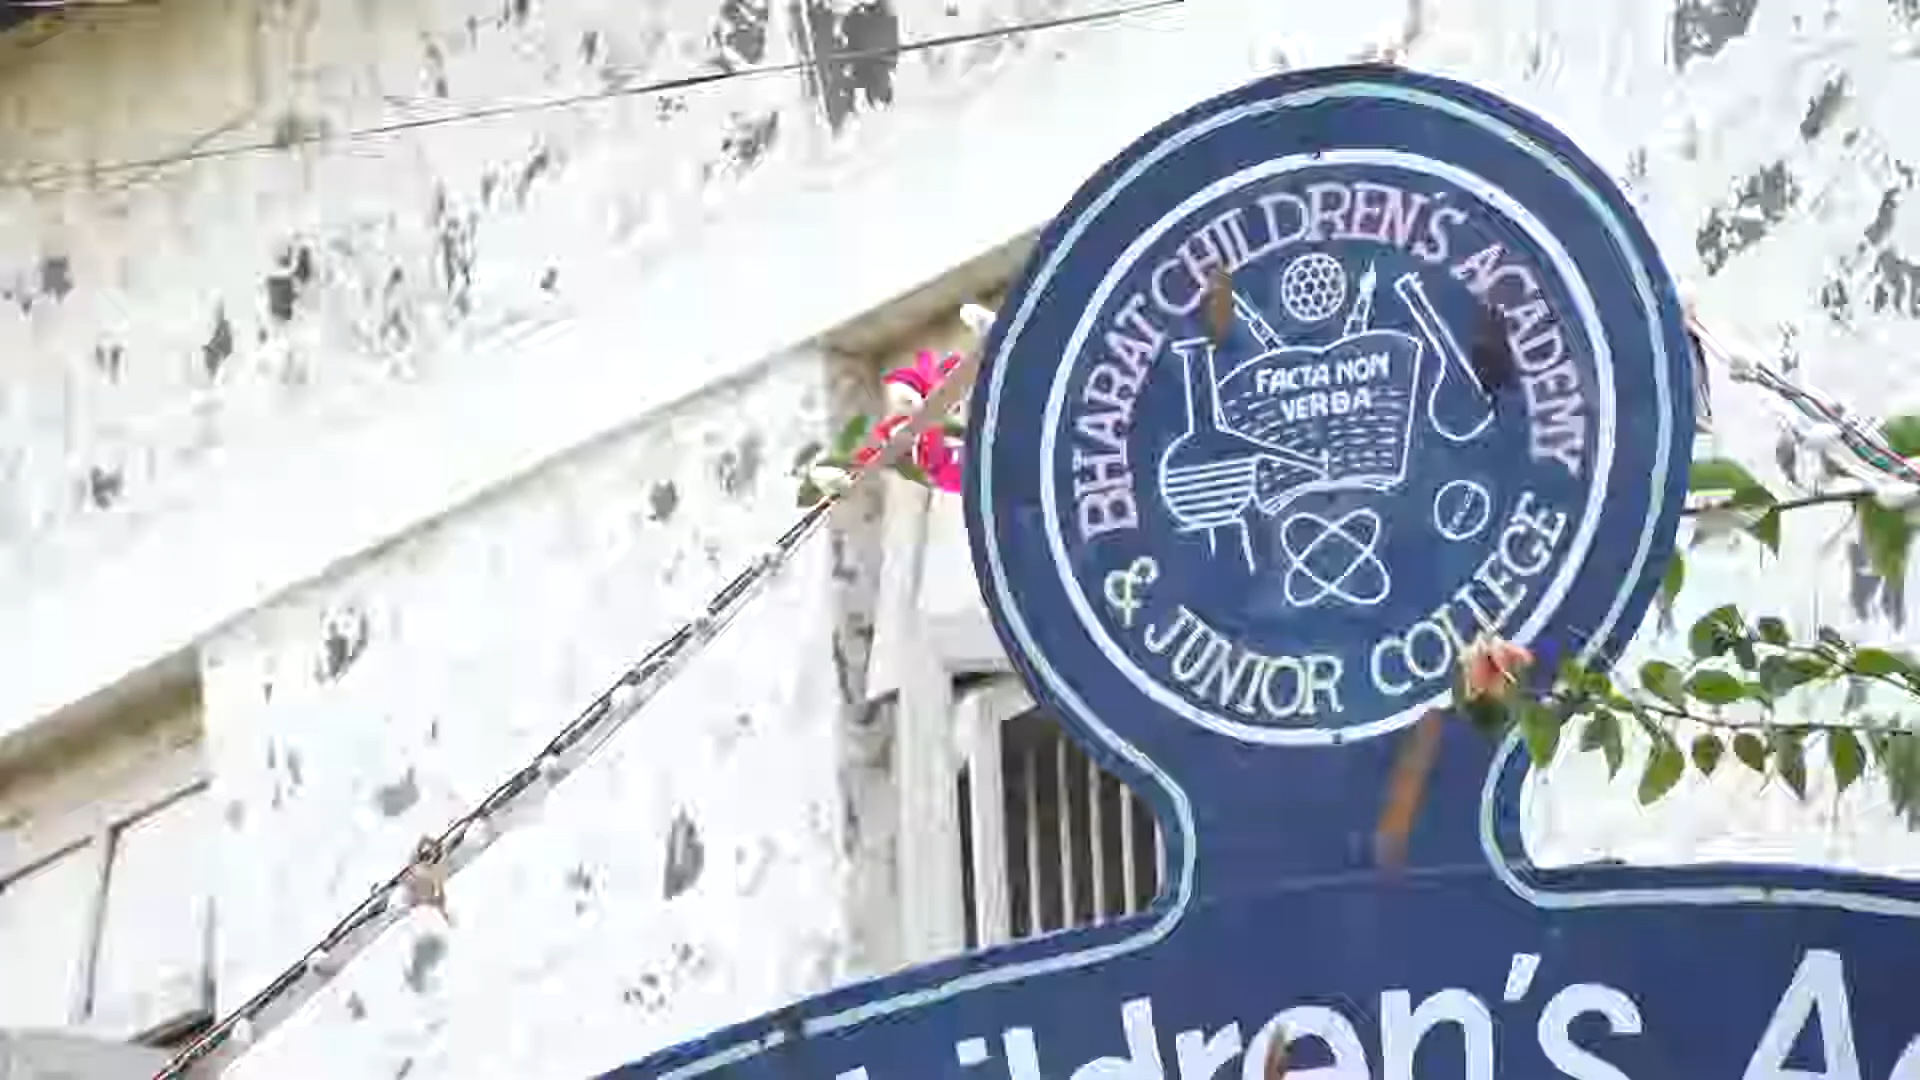 BHARAT CHILDREN'S ACADEMY
& JUNIOR COLLEGE
FACTA NON
VERBA
ildren's A